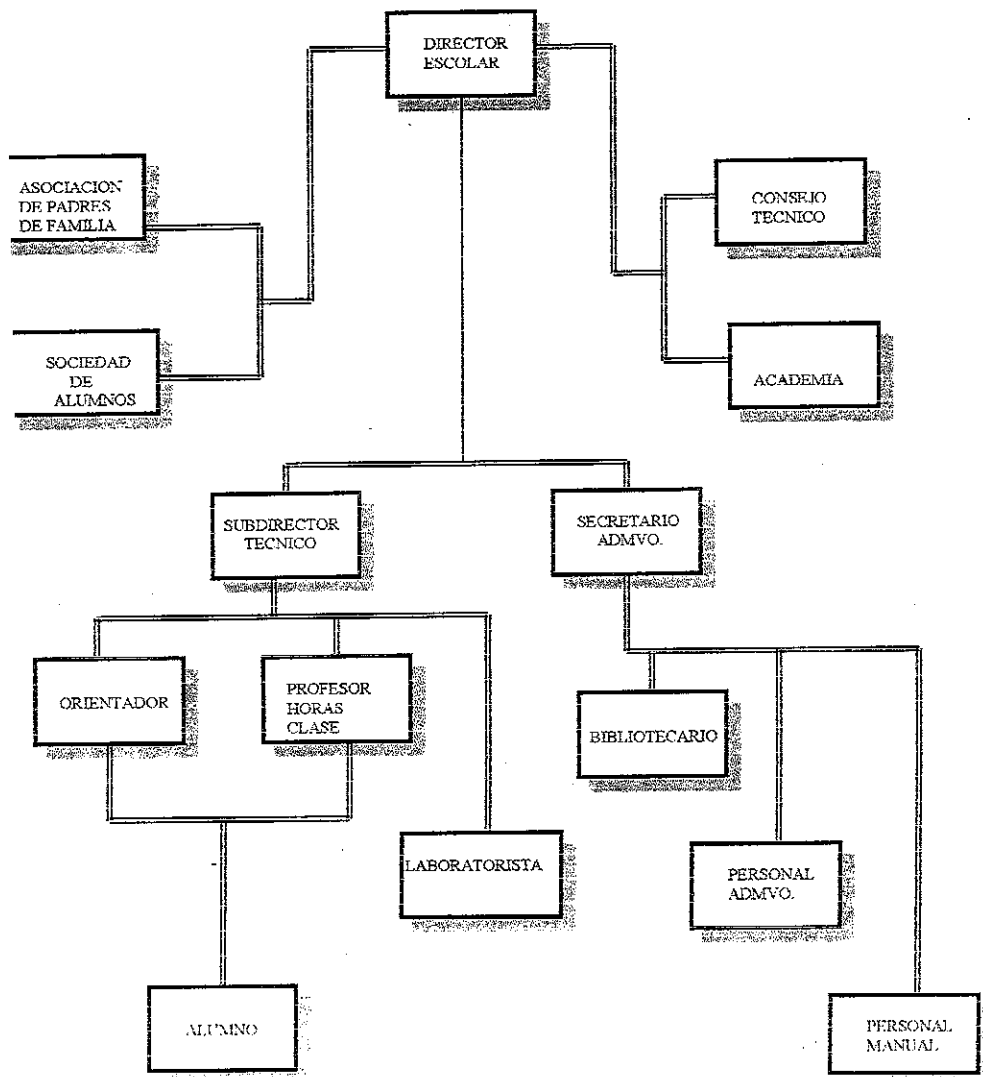 DIRECTOR
ESCOLAR
ASOCIACION
DE PADRES
DE FAMILIA
CONSEJO
TECNICO
SOCIEDAD
DE
ALUMNOS
ACADEMIA
SUBDIRECTOR
TECNICO
SECRETARIO
ADMVO.
ORIENTADOR
PROFESOR
HORAS
CLASE
BIBLIOTECARIO
LABORATORISTA
PERSONAL
ADMVO.
ALUMNO
PERSONAL
MANUAL